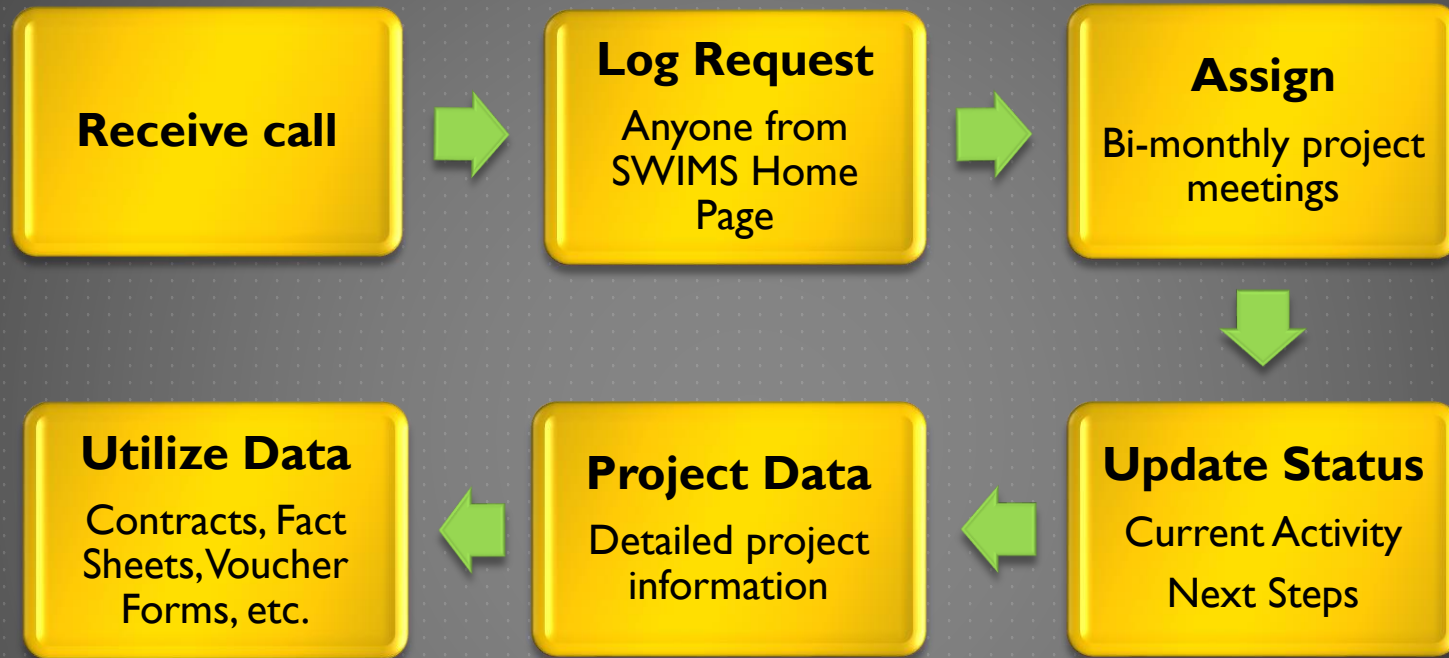 Receive call
Log Request
Anyone from
SWIMS Home
Page
Assign
Bi-monthly project
meetings
Update Status
Current Activity
Next Steps
Project Data
Detailed project
information
Utilize Data
Contracts, Fact
Sheets, Voucher
Forms, etc.